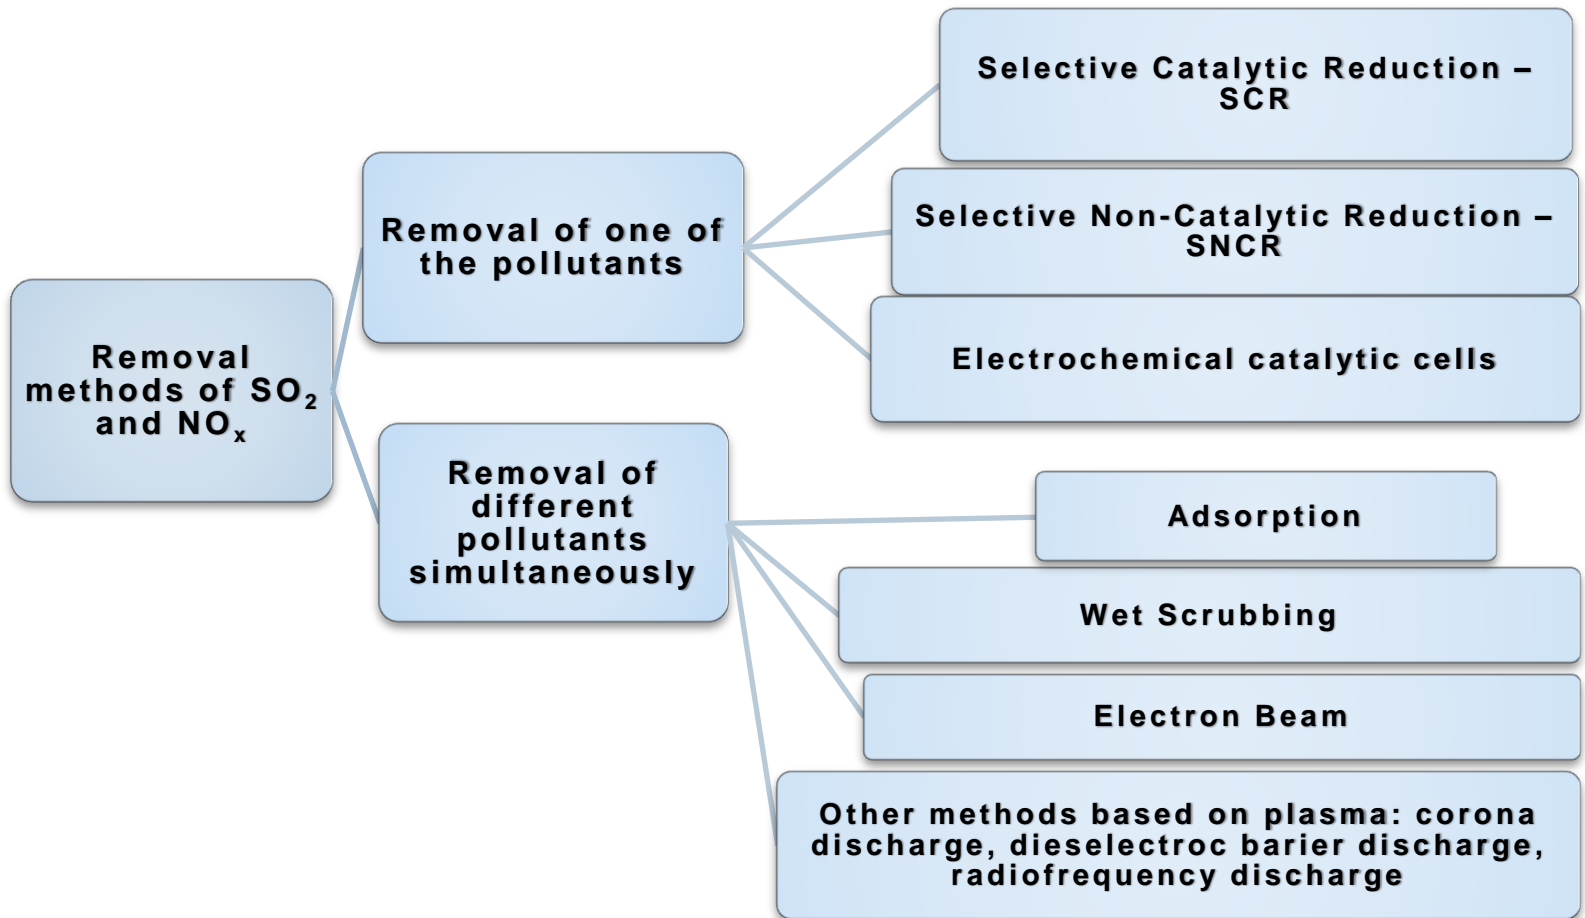 Removal
methods of SO₂
and NOₓ
Removal of one of
the pollutants
Selective Catalytic Reduction –
SCR
Selective Non-Catalytic Reduction –
SNCR
Electrochemical catalytic cells
Removal of
different
pollutants
simultaneously
Adsorption
Wet Scrubbing
Electron Beam
Other methods based on plasma: corona
discharge, dieselectroc barier discharge,
radiofrequency discharge